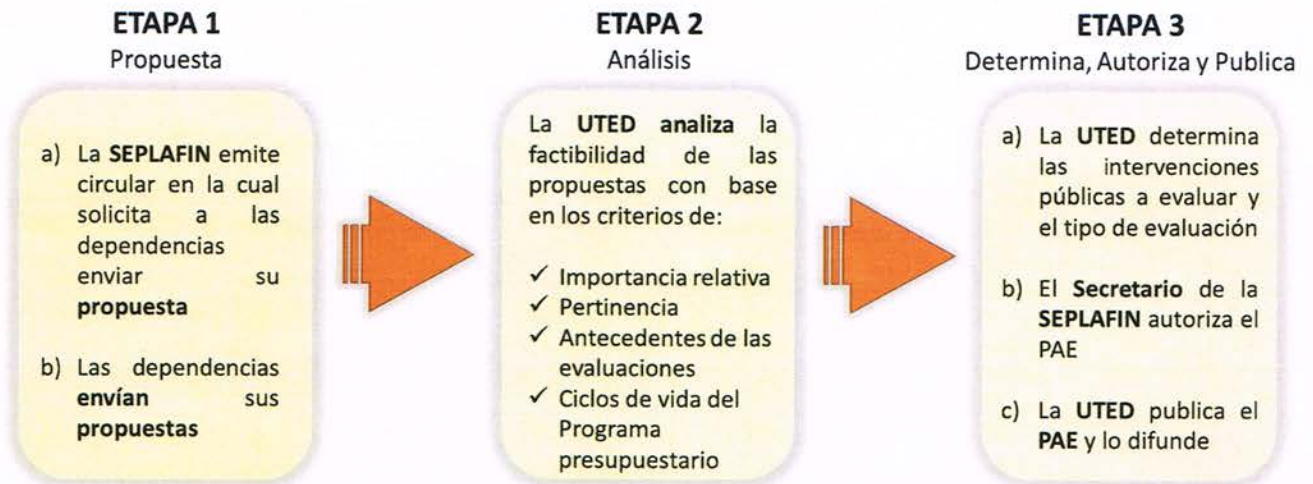 ETAPA 1
Propuesta
a) La SEPLAFIN emite
circular en la cual
solicita a las
dependencias
enviar su
propuesta
b) Las dependencias
envían sus
propuestas
ETAPA 2
Análisis
La UTED analiza la
factibilidad de las
propuestas con base
en los criterios de:
✓ Importancia relativa
✓ Pertinencia
✓ Antecedentes de las
evaluaciones
✓ Ciclos de vida del
Programa
presupuestario
ETAPA 3
Determina, Autoriza y Publica
a) La UTED determina
las intervenciones
públicas a evaluar y
el tipo de evaluación
b) El Secretario de la
SEPLAFIN autoriza el
PAE
c) La UTED publica el
PAE y lo difunde